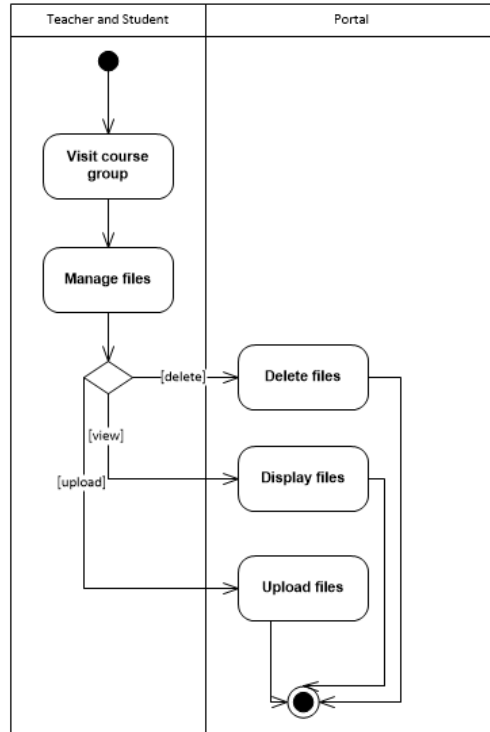 Teacher and Student
Portal
Visit course
group
Manage files
[delete]
Delete files
[view]
Display files
[upload]
Upload files